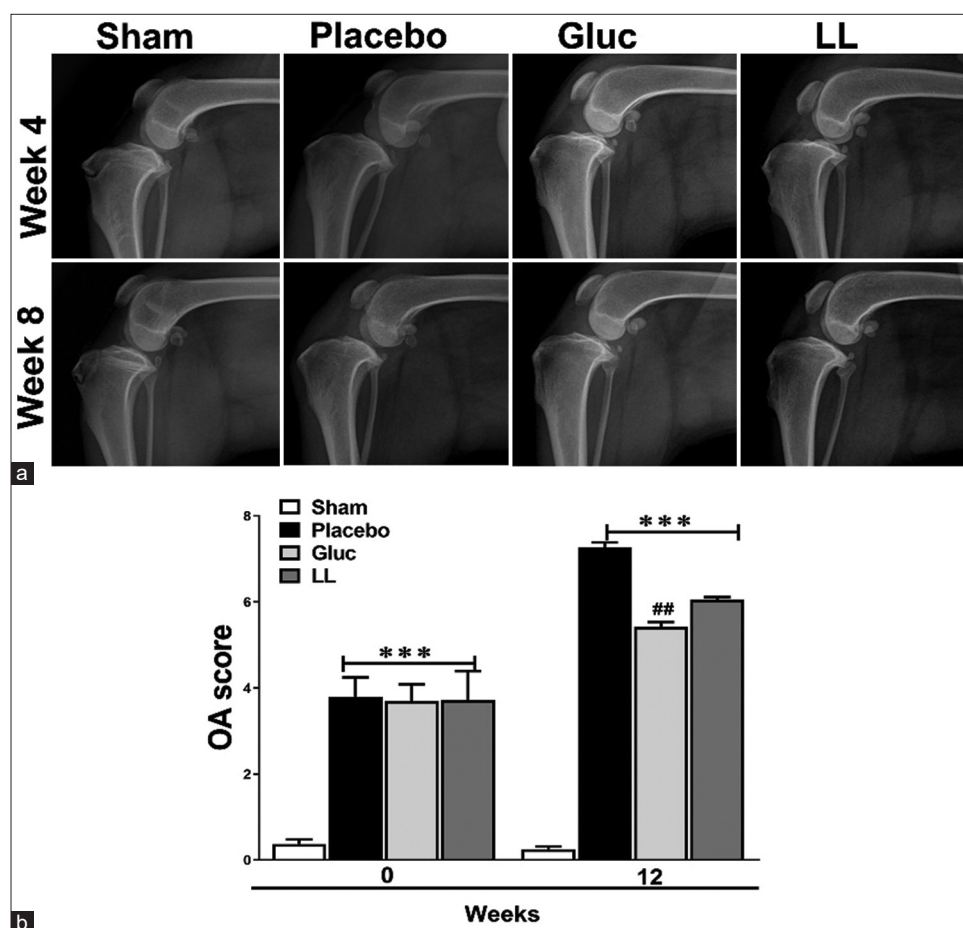 Sham Placebo Gluc LL
Week 4
Week 8
a
Sham
Placebo
Gluc
LL
OA score
8
6
4
2
0
***
***
##
0 12
Weeks
b